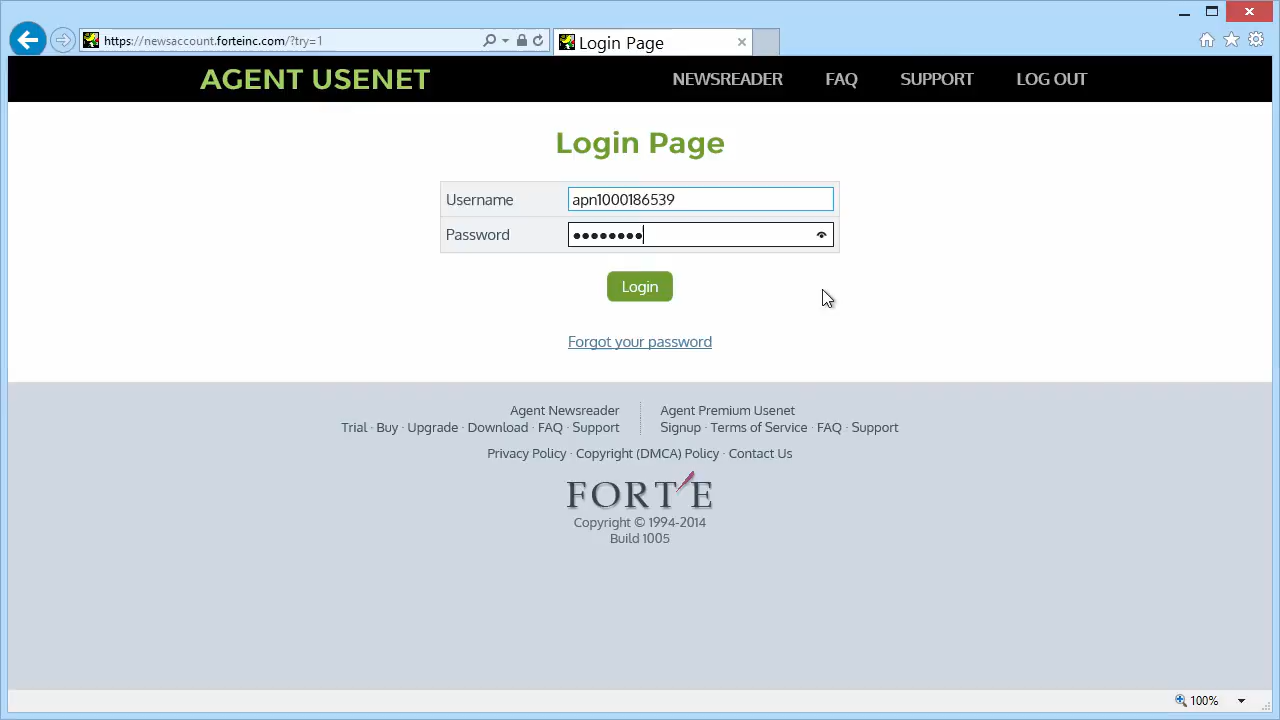 https://newsaccount.forteinc.com/?try=1
Login Page
AGENT USENET
NEWSREADER FAQ SUPPORT LOG OUT
Login Page
Username apn1000186539
Password ●●●●●●●●
Login
Forgot your password
Agent Newsreader
Trial · Buy · Upgrade · Download · FAQ · Support
Agent Premium Usenet
Signup · Terms of Service · FAQ · Support
Privacy Policy · Copyright (DMCA) Policy · Contact Us
FORTÉ
Copyright © 1994-2014
Build 1005
100%